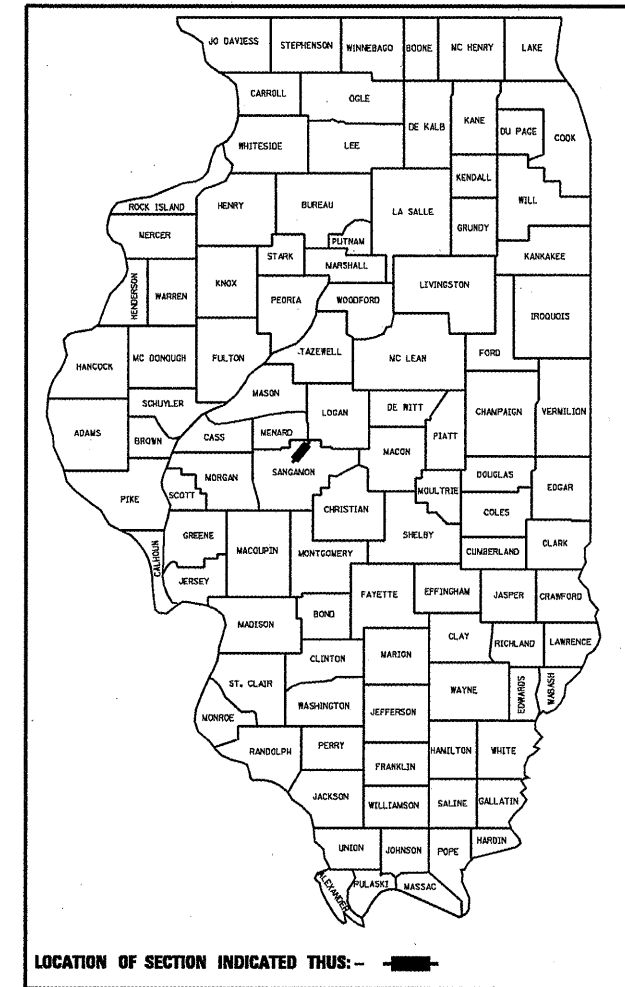 JO DAVIESS STEPHENSON WINNEBAGO BOONE MC HENRY LAKE
CARROLL OGLE DE KALB KANE DU PAGE COOK
WHITESIDE LEE
KENDALL WILL
ROCK ISLAND HENRY BUREAU LA SALLE GRUNDY
MERCER PUTNAM
STARK MARSHALL KANKAKEE
HENDERSON WARREN KNOX PEORIA WOODFORD LIVINGSTON IROQUOIS
HANCOCK MC DONOUGH FULTON TAZEWELL MC LEAN FORD
SCHUYLER MASON LOGAN DE WITT CHAMPAIGN VERMILION
ADAMS BROWN CASS MENARD MACON PIATT
PIKE SCOTT MORGAN SANGANON CHRISTIAN MOULTRIE DOUGLAS EDGAR
COLES
CALHOUN GREENE MACOUPIN MONTGOMERY SHELBY CUMBERLAND CLARK
JERSEY
MADISON BOND FAYETTE EFFINGHAM JASPER CRAWFORD
CLINTON MARION CLAY RICHLAND LAWRENCE
ST. CLAIR WASHINGTON JEFFERSON WAYNE EDWARDS WABASH
MONROE
RANDOLPH PERRY FRANKLIN HAMILTON WHITE
JACKSON WILLIAMSON SALINE GALLATIN
UNION JOHNSON POPE HARDIN
ALEXANDER PULASKI MASSAC
LOCATION OF SECTION INDICATED THUS:-